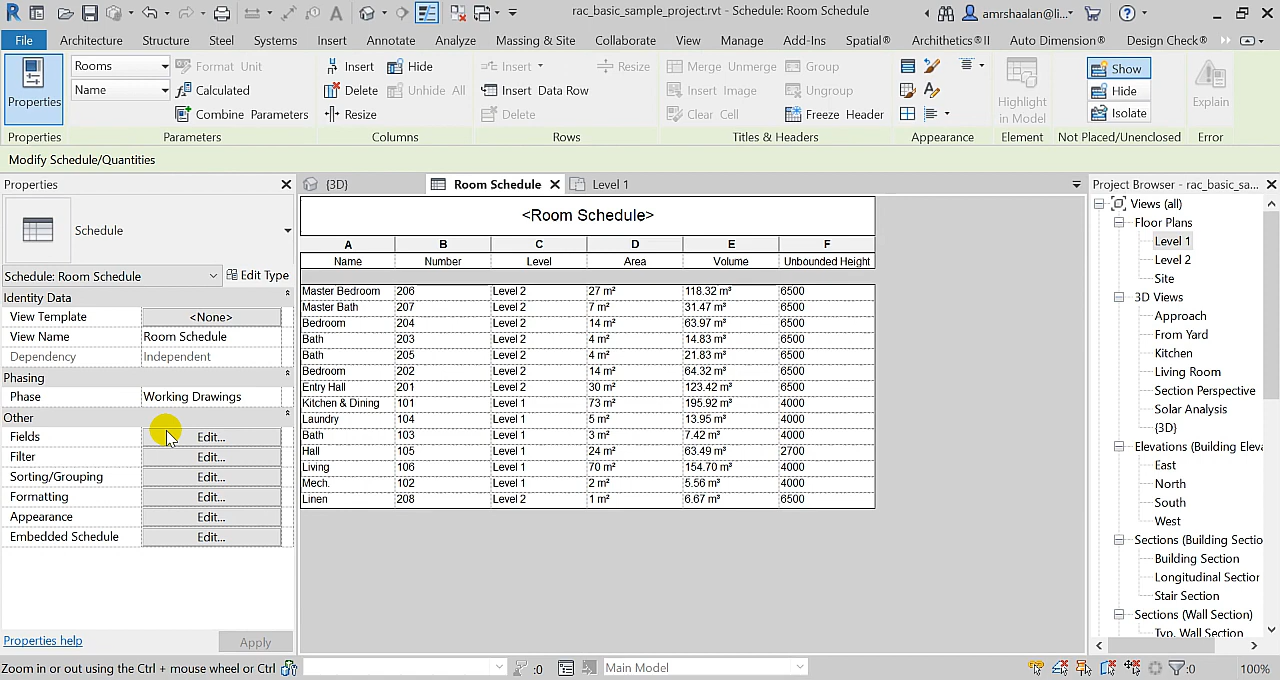 rac_basic_sample_project.rvt - Schedule: Room Schedule
amrshaalan@li...
File Architecture Structure Steel Systems Insert Annotate Analyze Massing & Site Collaborate View Manage Add-Ins Spatial® Archithetics®II Auto Dimension® Design Check®
Rooms Format Unit Insert Hide Insert Resize Merge Unmerge Group Show
Properties Name Calculated Delete Unhide All Insert Data Row Insert Image Ungroup Highlight in Model Hide Explain
Combine Parameters Resize Delete Clear Cell Freeze Header Isolate
Properties Parameters Columns Rows Titles & Headers Appearance Element Not Placed/Unenclosed Error
Modify Schedule/Quantities
Properties {3D} Room Schedule Level 1 Project Browser - rac_basic_sa...
Schedule
Schedule: Room Schedule Edit Type
Identity Data
View Template <None>
View Name Room Schedule
Dependency Independent
Phasing
Phase Working Drawings
Other
Fields Edit...
Filter Edit...
Sorting/Grouping Edit...
Formatting Edit...
Appearance Edit...
Embedded Schedule Edit...
Properties help Apply
<Room Schedule>
A B C D E F
Name Number Level Area Volume Unbounded Height
Master Bedroom 206 Level 2 27 m² 118.32 m³ 6500
Master Bath 207 Level 2 7 m² 31.47 m³ 6500
Bedroom 204 Level 2 14 m² 63.97 m³ 6500
Bath 203 Level 2 4 m² 14.83 m³ 6500
Bath 205 Level 2 4 m² 21.83 m³ 6500
Bedroom 202 Level 2 14 m² 64.32 m³ 6500
Entry Hall 201 Level 2 30 m² 123.42 m³ 6500
Kitchen & Dining 101 Level 1 73 m² 195.92 m³ 4000
Laundry 104 Level 1 5 m² 13.95 m³ 4000
Bath 103 Level 1 3 m² 7.42 m³ 4000
Hall 105 Level 1 24 m² 63.49 m³ 2700
Living 106 Level 1 70 m² 154.70 m³ 4000
Mech. 102 Level 1 2 m² 5.56 m³ 4000
Linen 208 Level 2 1 m² 6.67 m³ 6500
Views (all)
Floor Plans
Level 1
Level 2
Site
3D Views
Approach
From Yard
Kitchen
Living Room
Section Perspective
Solar Analysis
{3D}
Elevations (Building Eleva
East
North
South
West
Sections (Building Sectio
Building Section
Longitudinal Section
Stair Section
Sections (Wall Section)
Typ. Wall Section
Zoom in or out using the Ctrl + mouse wheel or Ctrl :0 Main Model :0 100%